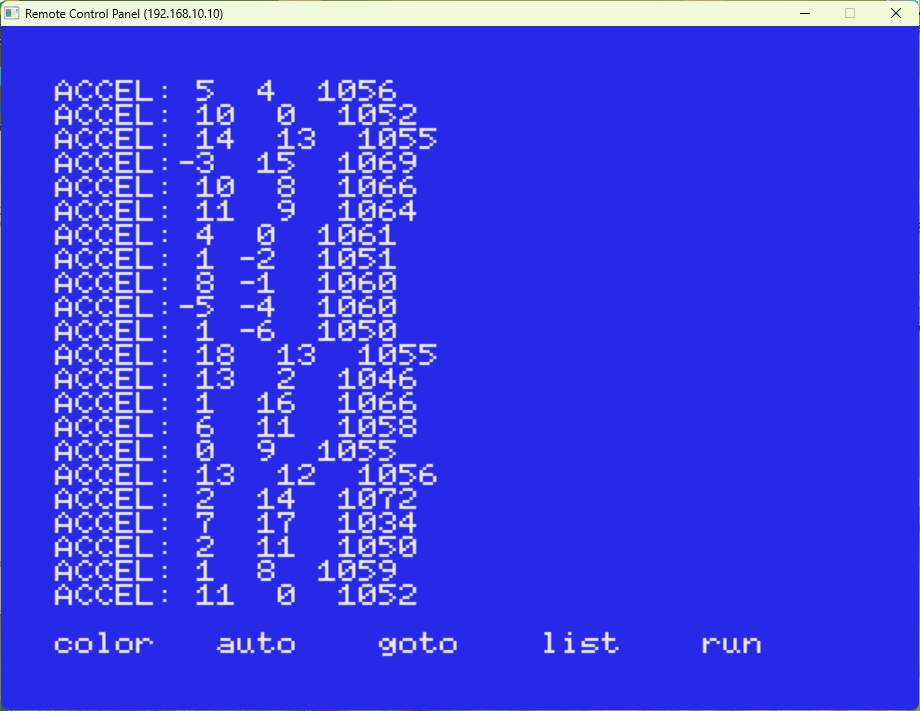 Remote Control Panel (192.168.10.10)
ACCEL: 5  4  1056
ACCEL: 10  0  1052
ACCEL: 14  13  1055
ACCEL:-3  15  1069
ACCEL: 10  8  1066
ACCEL: 11  9  1064
ACCEL: 4  0  1061
ACCEL: 1 -2  1051
ACCEL: 8 -1  1060
ACCEL:-5 -4  1060
ACCEL: 1 -6  1050
ACCEL: 18  13  1055
ACCEL: 13  2  1046
ACCEL: 1  16  1066
ACCEL: 6  11  1058
ACCEL: 0  9  1055
ACCEL: 13  12  1056
ACCEL: 2  14  1072
ACCEL: 7  17  1034
ACCEL: 2  11  1050
ACCEL: 1  8  1059
ACCEL: 11  0  1052
color   auto    goto    list    run